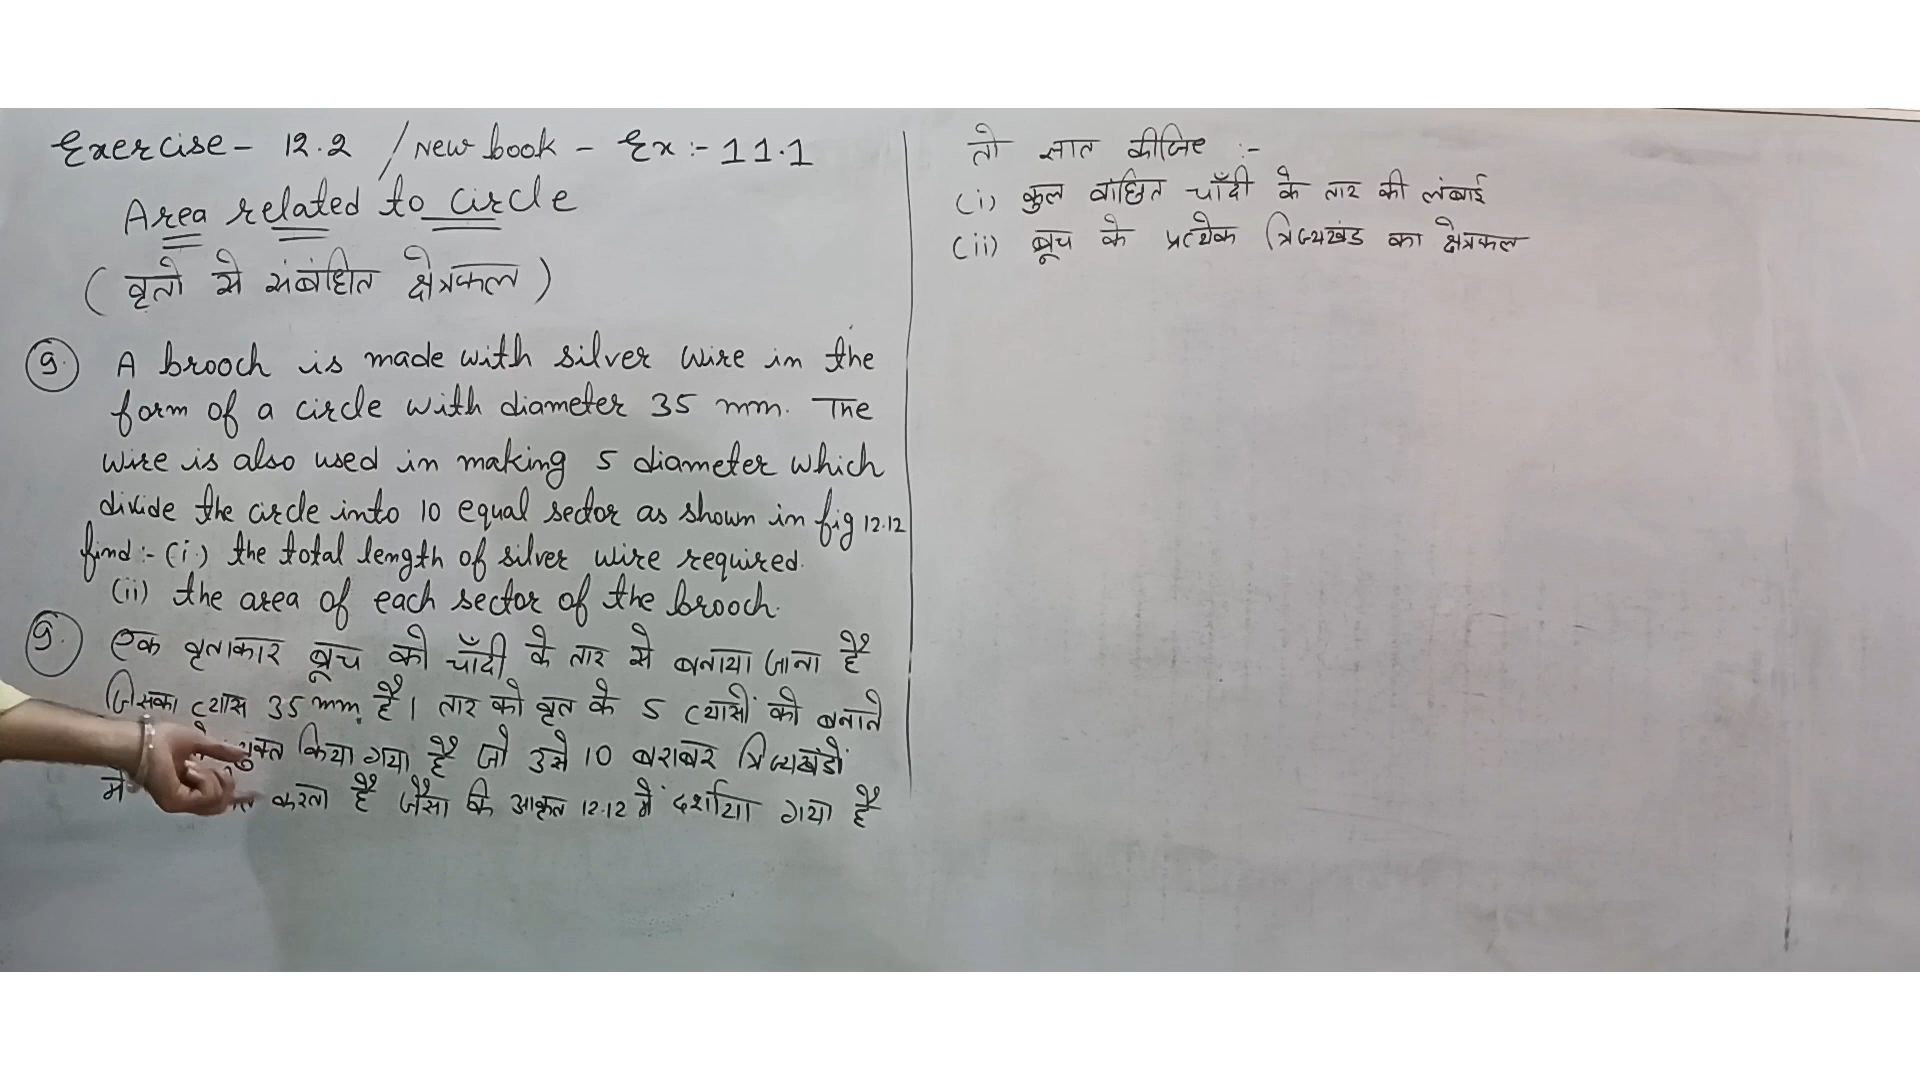 Exercise - 12.2 / New book - Ex :- 11.1
Area related to circle
( वृतो से संबंधित क्षेत्रफल )
9. A brooch is made with silver wire in the
form of a circle with diameter 35 mm. The
wire is also used in making 5 diameter which
divide the circle into 10 equal sector as shown in fig 12.12
find :- (i.) the total length of silver wire required.
(ii) the area of each sector of the brooch.
9. एक वृताकार ब्रूच को चाँदी के तार से बनाया जाना है
जिसका व्यास 35 mm. है। तार को वृत के 5 व्यासों को बनाने
किया गया है जो उसे 10 बराबर त्रिज्यखंडों
में करता है जैसा कि आकृत 12.12 में दर्शाया गया है
तो ज्ञात कीजिए :-
(i) कुल वांछित चाँदी के तार की लंबाई
(ii) ब्रूच के प्रत्येक त्रिज्यखंड का क्षेत्रफल